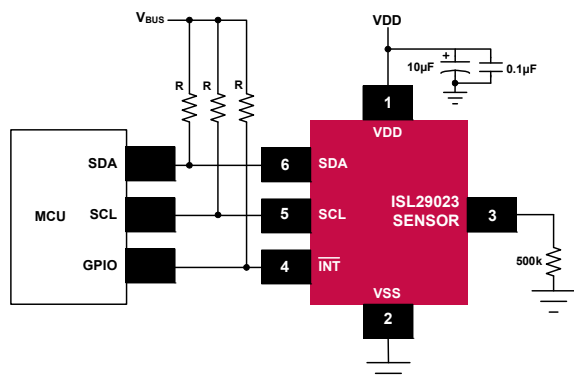 VBUS
VDD
R R R
10µF
0.1µF
1
VDD
SDA
6
SDA
MCU
SCL
5
SCL
ISL29023
SENSOR
3
GPIO
4
INT
500k
VSS
2